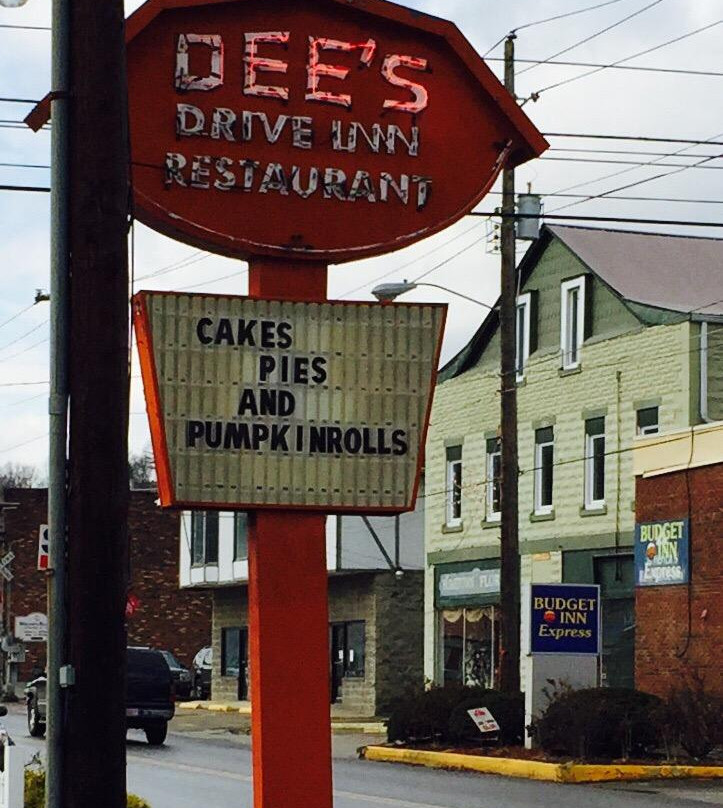 DEE'S
DRIVE INN
RESTAURANT
CAKES
PIES
AND
PUMPKINROLLS
BUDGET
INN
Express
BUDGET
INN
Express